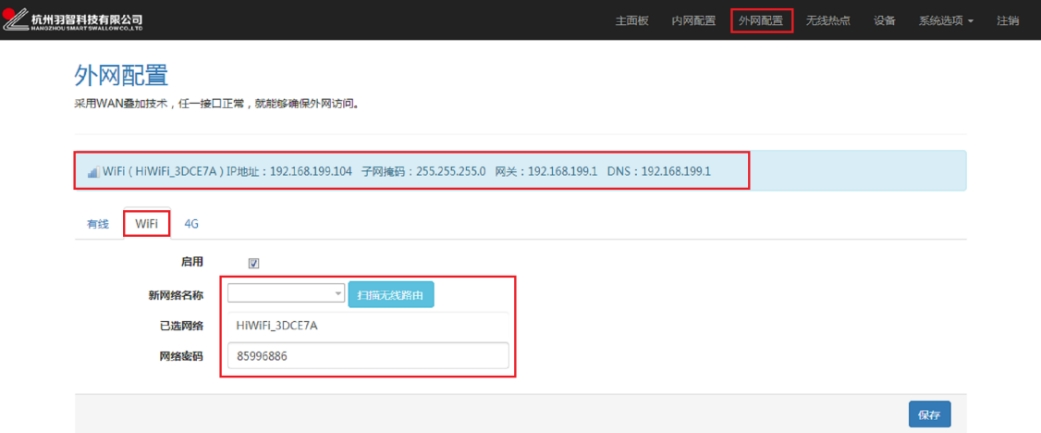 杭州羽智科技有限公司
HANGZHOU SMART SWALLOW CO.,LTD
主面板 内网配置 外网配置 无线热点 设备 系统选项 注销
外网配置
采用WAN叠加技术，任一接口正常，就能够确保外网访问。
WiFi ( HiWiFi_3DCE7A ) IP地址：192.168.199.104 子网掩码：255.255.255.0 网关：192.168.199.1 DNS：192.168.199.1
有线 WiFi 4G
启用
新网络名称 扫描无线路由
已选网络 HiWiFi_3DCE7A
网络密码 85996886
保存